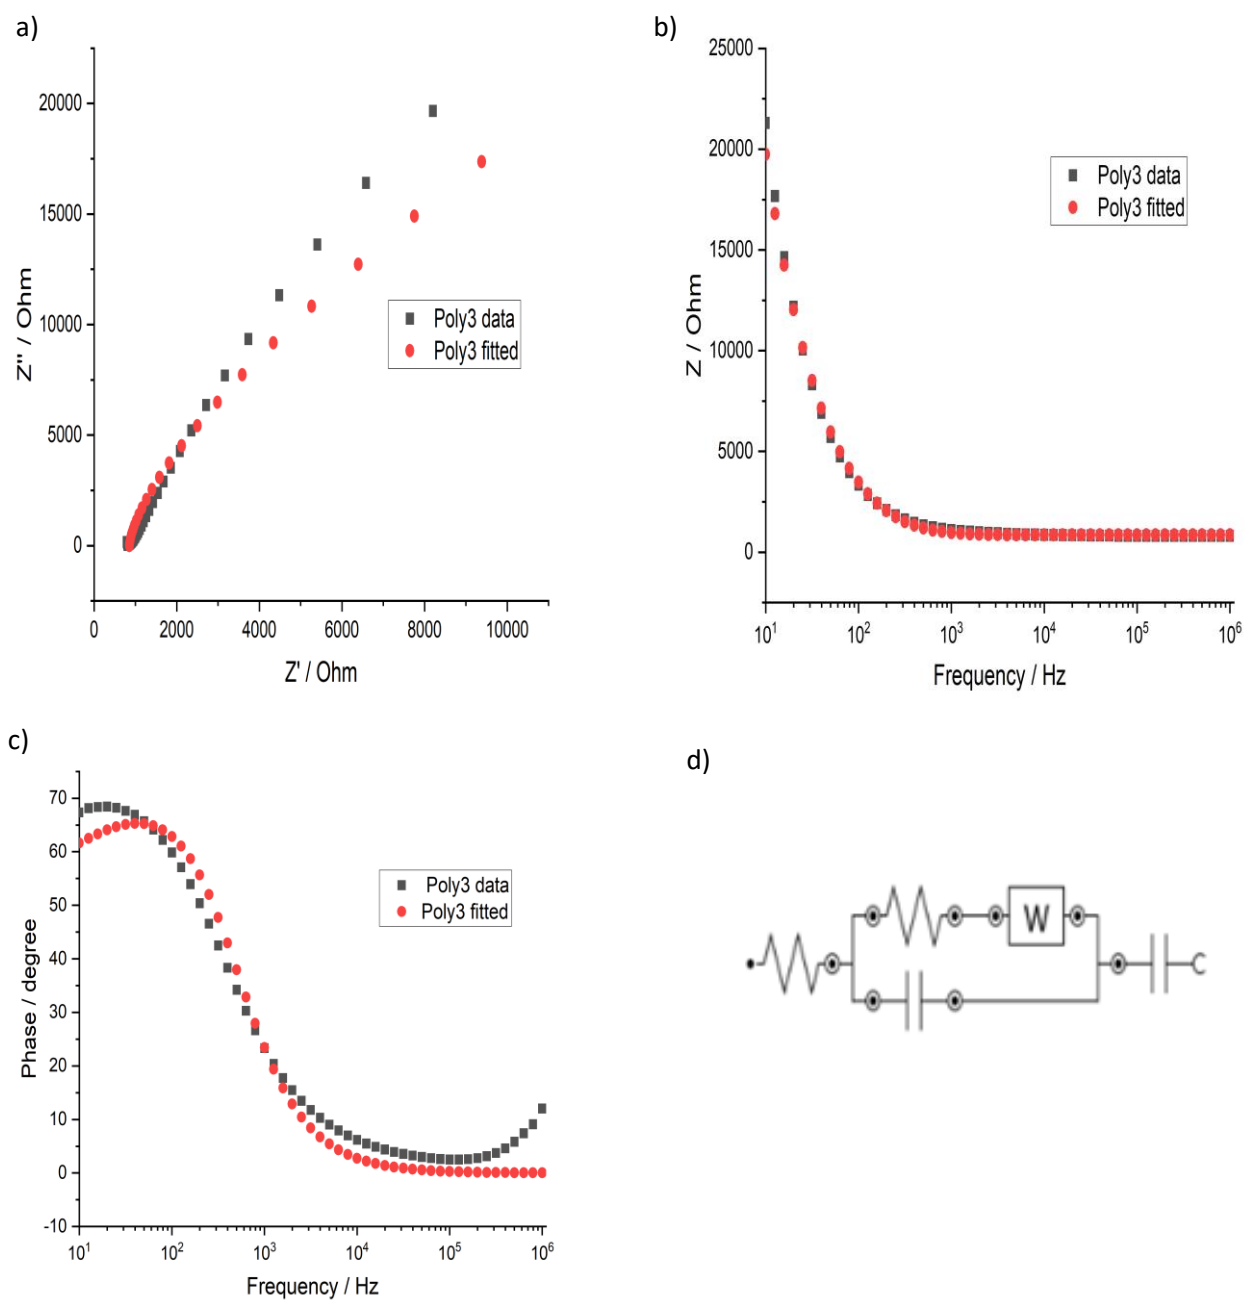 a)
20000
15000
10000
5000
0
Z'' / Ohm
0 2000 4000 6000 8000 10000
Z' / Ohm
Poly3 data
Poly3 fitted
b)
25000
20000
15000
10000
5000
0
Z / Ohm
10¹ 10² 10³ 10⁴ 10⁵ 10⁶
Frequency / Hz
Poly3 data
Poly3 fitted
c)
70
60
50
40
30
20
10
0
-10
Phase / degree
10¹ 10² 10³ 10⁴ 10⁵ 10⁶
Frequency / Hz
Poly3 data
Poly3 fitted
d)
W